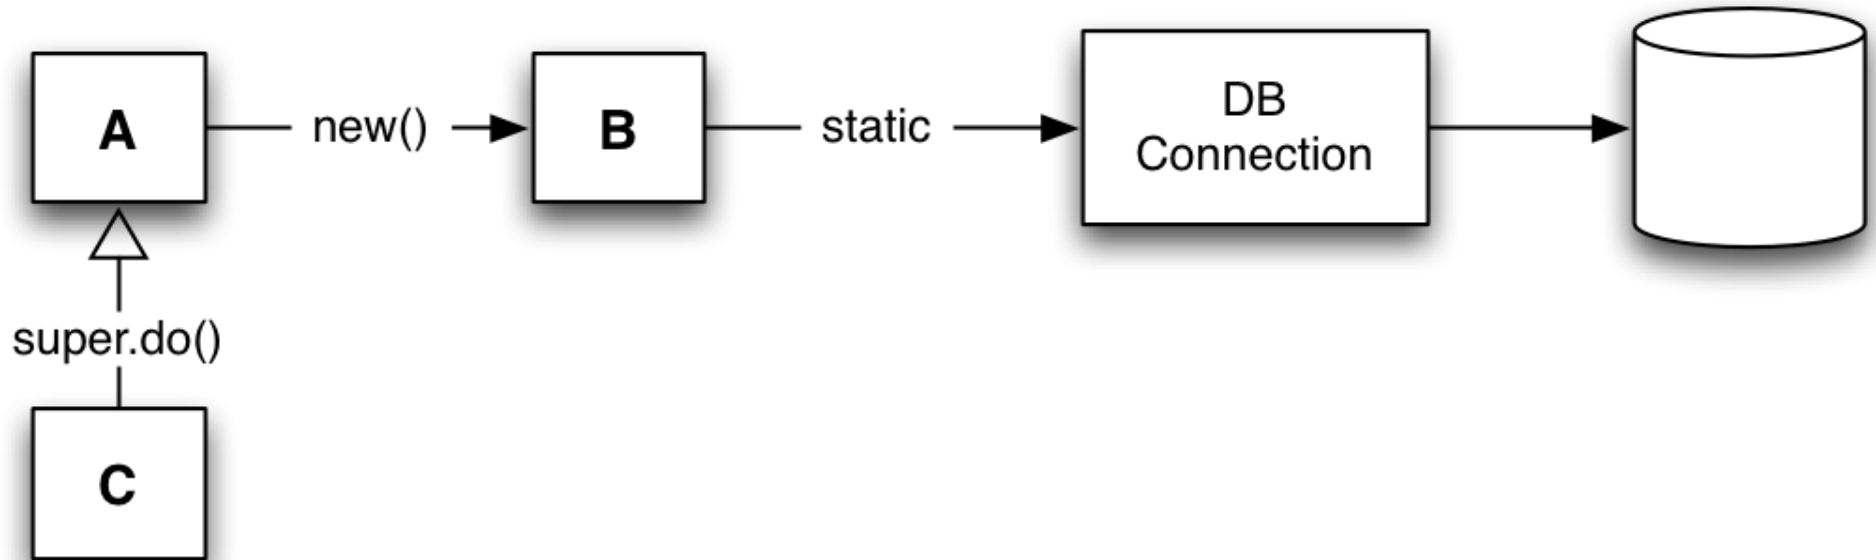 A
new()
B
static
DB
Connection
super.do()
C